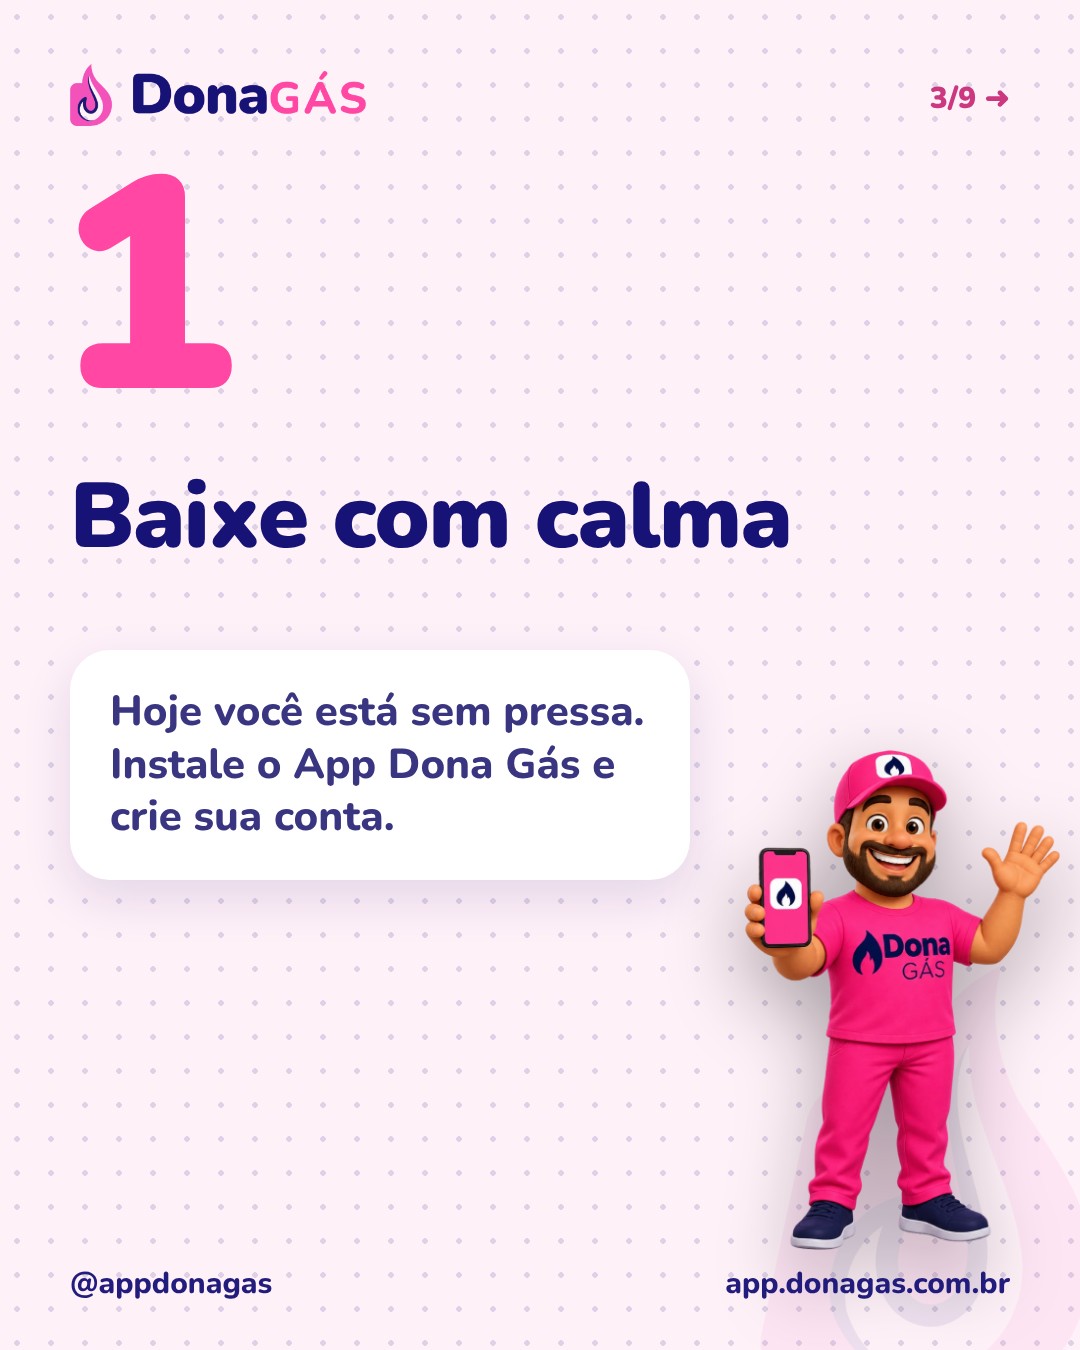 DonaGÁS
3/9 ➜
1
Baixe com calma
Hoje você está sem pressa.
Instale o App Dona Gás e
crie sua conta.
Dona
GÁS
@appdonagas
app.donagas.com.br